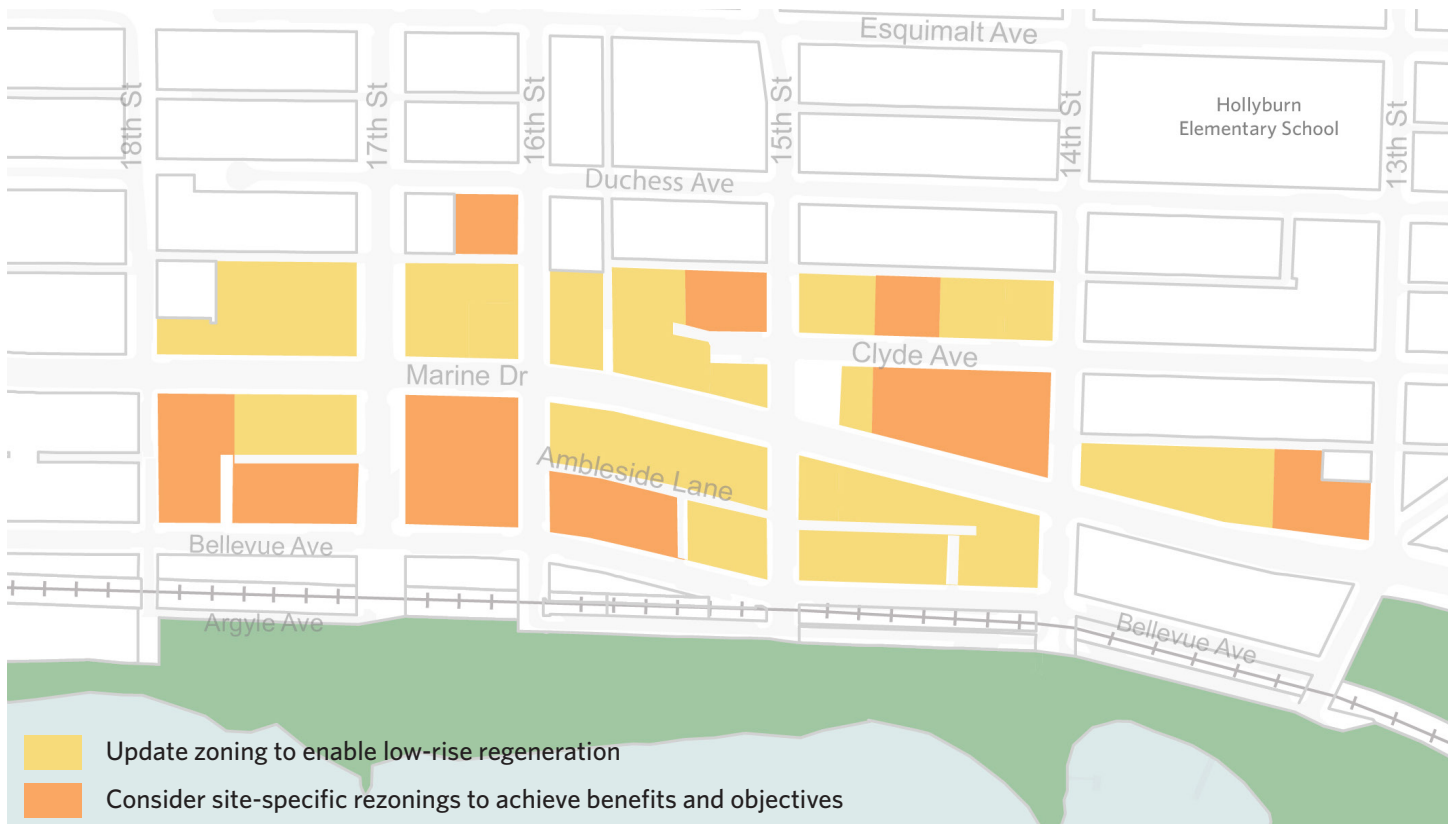 Esquimalt Ave
18th St
17th St
16th St
15th St
14th St
13th St
Hollyburn
Elementary School
Duchess Ave
Clyde Ave
Marine Dr
Ambleside Lane
Bellevue Ave
Argyle Ave
Bellevue Ave
Update zoning to enable low-rise regeneration
Consider site-specific rezonings to achieve benefits and objectives